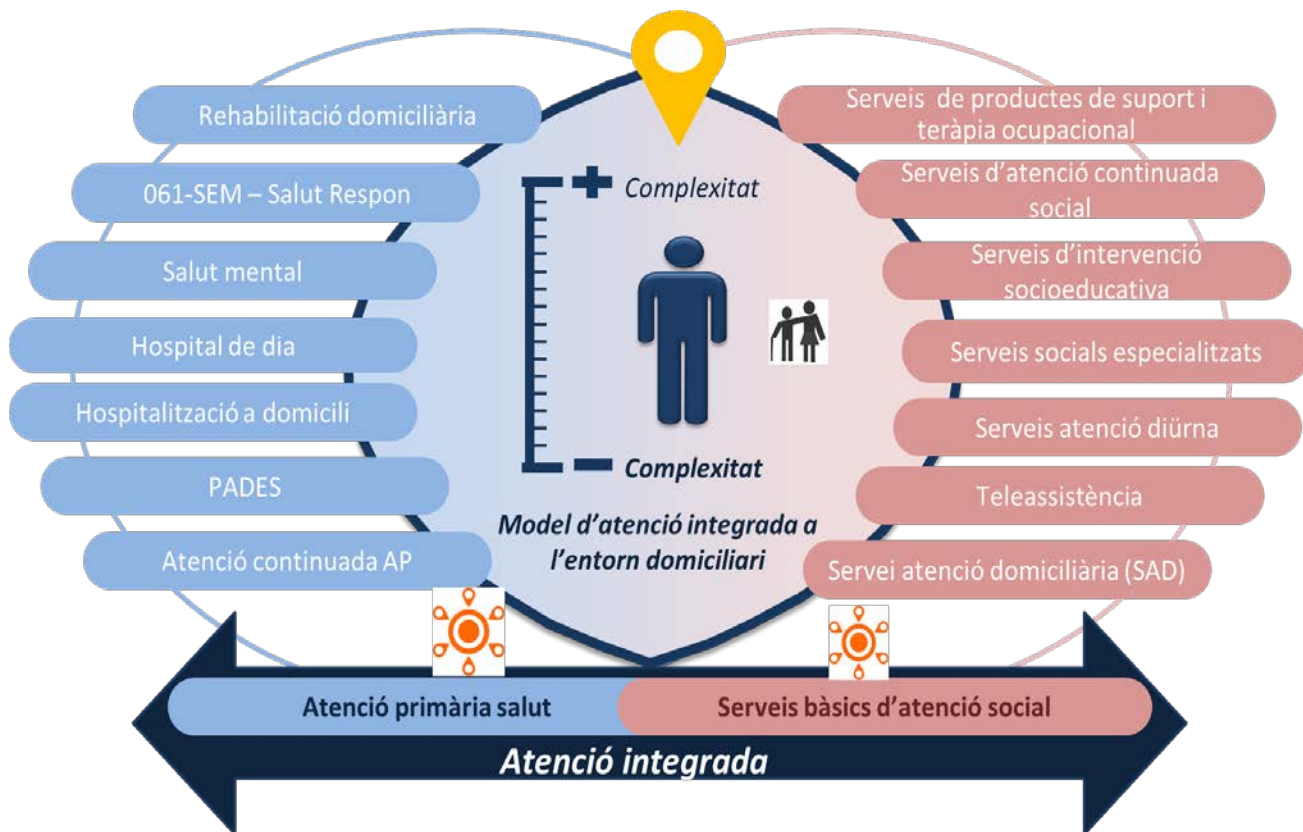 Rehabilitació domiciliària
061-SEM – Salut Respon
Salut mental
Hospital de dia
Hospitalització a domicili
PADES
Atenció continuada AP
Complexitat
Complexitat
Model d'atenció integrada a
l'entorn domiciliari
Serveis de productes de suport i
teràpia ocupacional
Serveis d'atenció continuada
social
Serveis d'intervenció
socioeducativa
Serveis socials especialitzats
Serveis atenció diürna
Teleassistència
Servei atenció domiciliària (SAD)
Atenció primària salut
Serveis bàsics d'atenció social
Atenció integrada